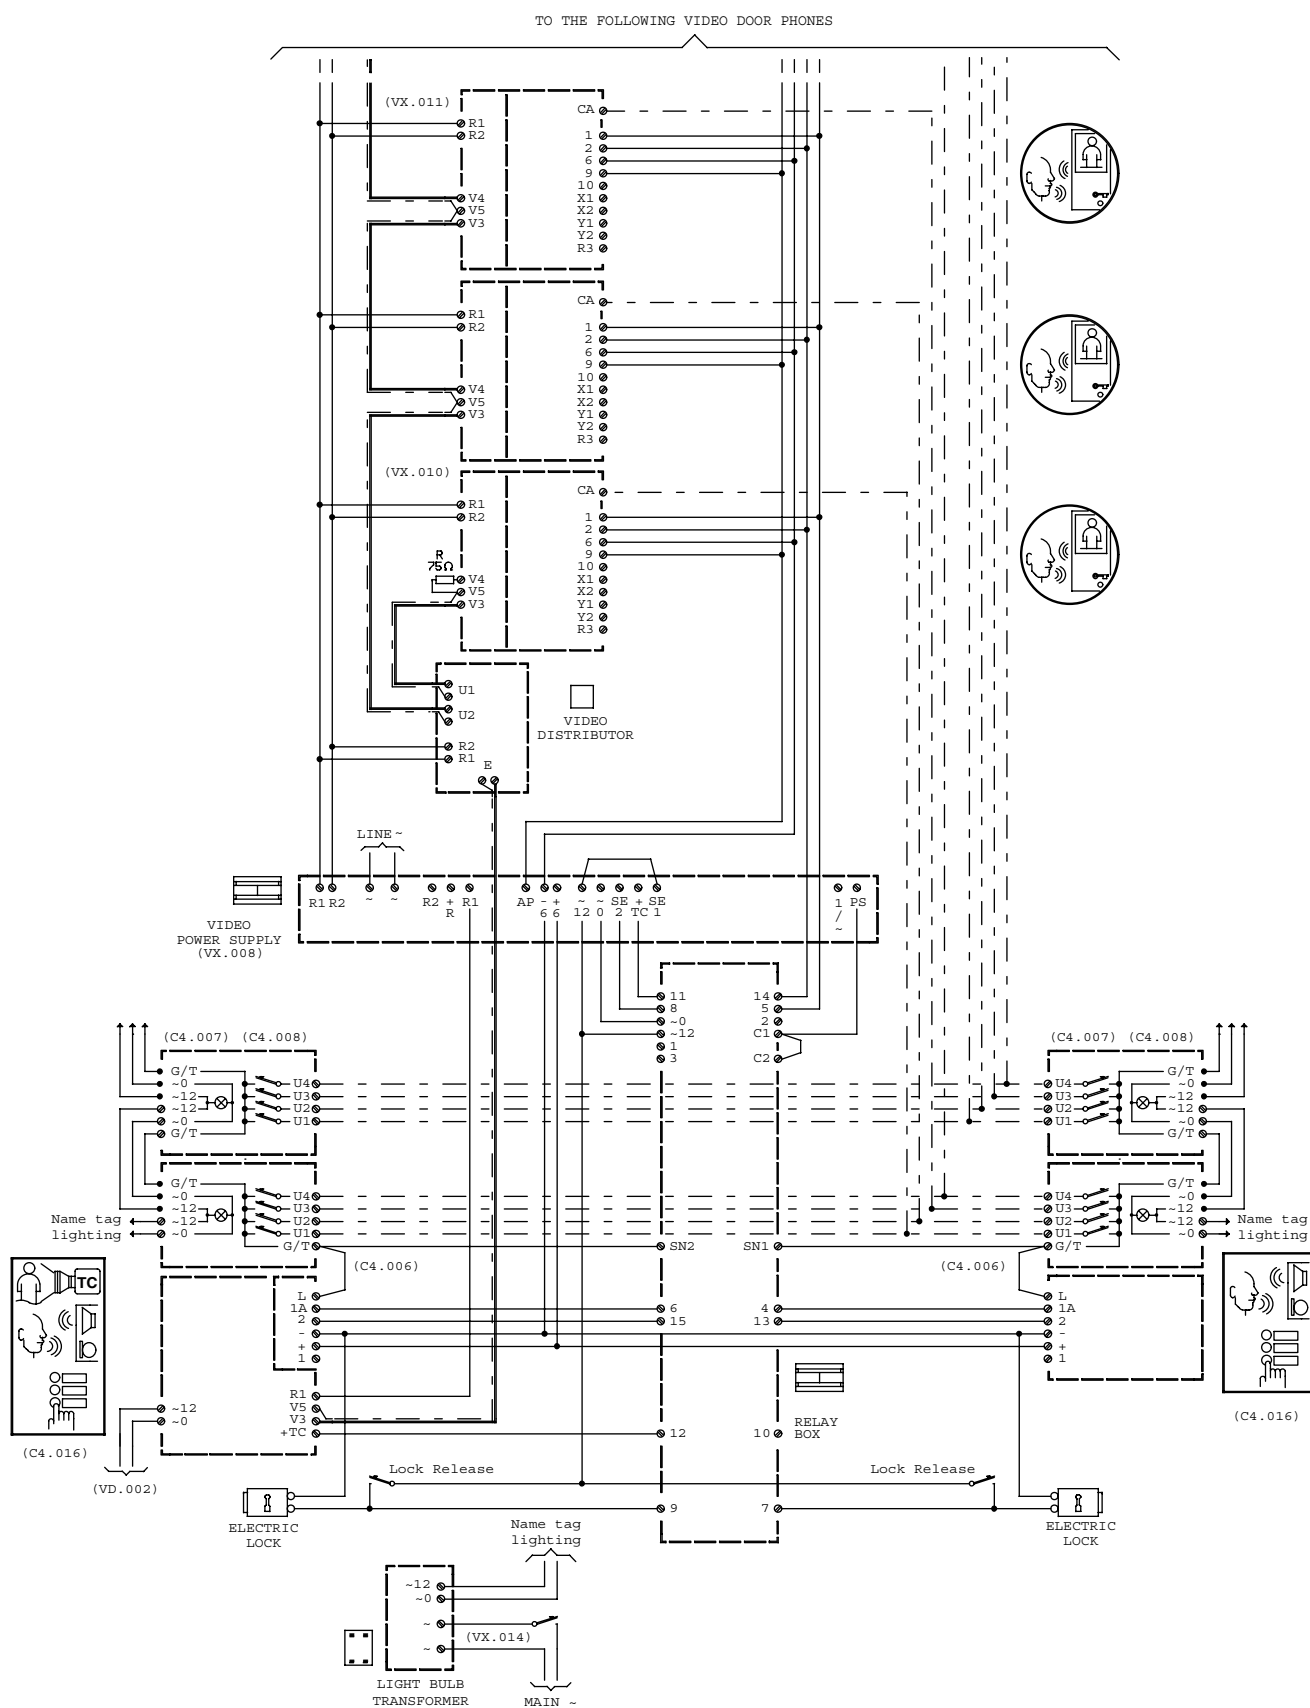 TO THE FOLLOWING VIDEO DOOR PHONES
(VX.011)
CA
R1
R2
1
2
6
9
10
V4
X1
V5
X2
V3
Y1
Y2
R3
CA
R1
R2
1
2
6
9
10
V4
X1
V5
X2
V3
Y1
Y2
R3
(VX.010)
CA
R1
R2
1
2
6
9
10
R
75Ω
V4
X1
V5
X2
V3
Y1
Y2
R3
U1
U2
R2
R1
E
VIDEO
DISTRIBUTOR
LINE ~
R1 R2 ~ ~ R2 + R R1 AP - 6 + 6 ~ 12 ~ 0 SE 2 + TC SE 1 1 / ~ PS
VIDEO
POWER SUPPLY
(VX.008)
11 14
8 5
~0 2
~12 C1
1
3 C2
(C4.007) (C4.008)
G/T
~0 U4
~12 U3
~12 U2
~0 U1
G/T
(C4.007) (C4.008)
G/T
U4 ~0
U3 ~12
U2 ~12
U1 ~0
G/T
G/T
~0 U4
~12 U3
~12 U2
~0 U1
G/T
Name tag
lighting
SN2 SN1
G/T
U4 ~0
U3 ~12
U2 ~12
U1 ~0
G/T
Name tag
lighting
(C4.006)
(C4.006)
TC
L
1A
2
-
+
1
R1
V5
V3
+TC
~12
~0
(C4.016)
(VD.002)
6 4
15 13
L
1A
2
-
+
1
(C4.016)
RELAY
BOX
12 10
Lock Release
Lock Release
9 7
ELECTRIC
LOCK
ELECTRIC
LOCK
Name tag
lighting
~12
~0
~
~
(VX.014)
LIGHT BULB
TRANSFORMER
MAIN ~